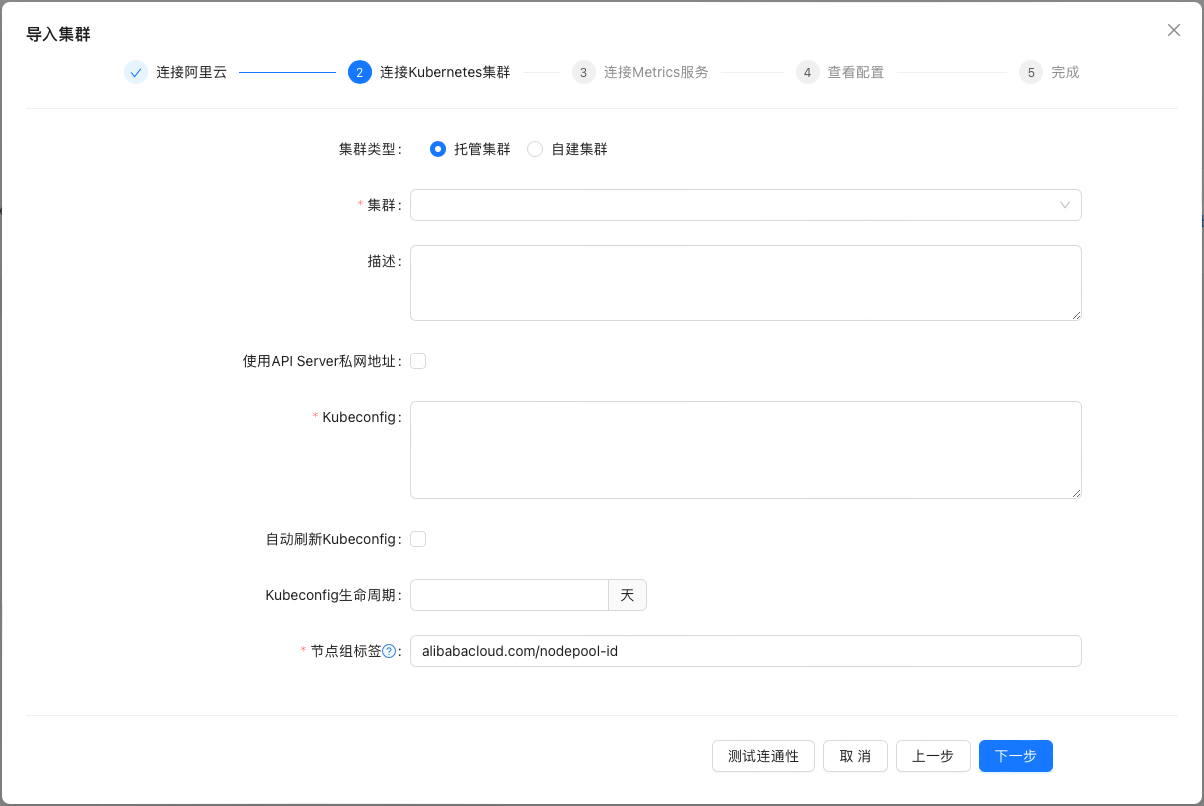 导入集群
连接阿里云 2 连接Kubernetes集群 3 连接Metrics服务 4 查看配置 5 完成
集群类型: 托管集群 自建集群
* 集群:
描述:
使用API Server私网地址:
* Kubeconfig:
自动刷新Kubeconfig:
Kubeconfig生命周期: 天
* 节点组标签?: alibabacloud.com/nodepool-id
测试连通性 取 消 上一步 下一步